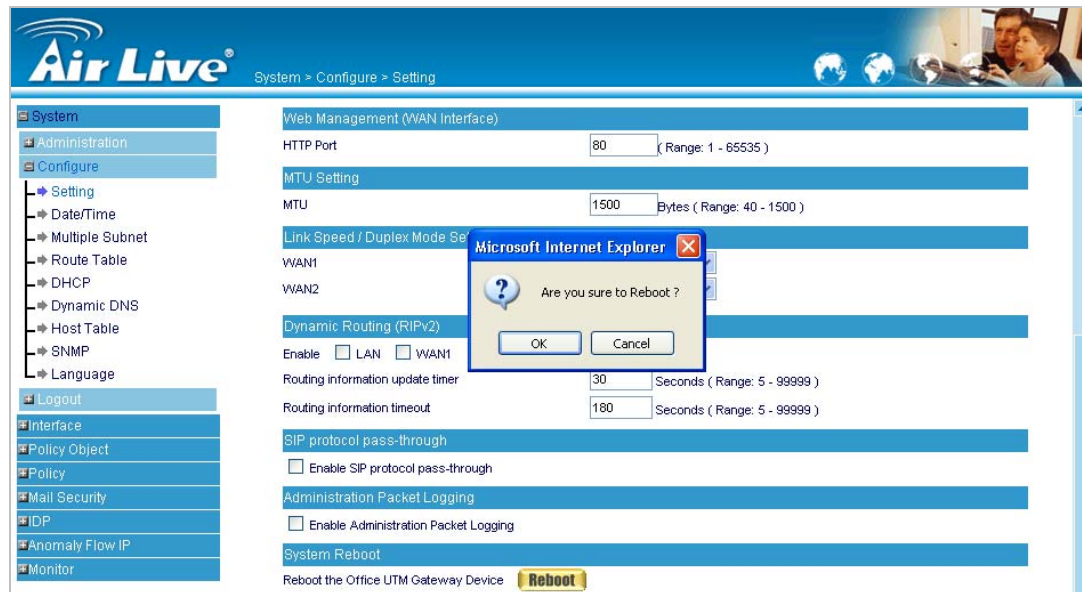 Air Live®
System > Configure > Setting
System
Administration
Configure
Setting
Date/Time
Multiple Subnet
Route Table
DHCP
Dynamic DNS
Host Table
SNMP
Language
Logout
Interface
Policy Object
Policy
Mail Security
IDP
Anomaly Flow IP
Monitor
Web Management (WAN Interface)
HTTP Port 80 ( Range: 1 - 65535 )
MTU Setting
MTU 1500 Bytes ( Range: 40 - 1500 )
Link Speed / Duplex Mode Se
WAN1
WAN2
Microsoft Internet Explorer
Are you sure to Reboot ?
OK Cancel
Dynamic Routing (RIPv2)
Enable LAN WAN1
Routing information update timer 30 Seconds ( Range: 5 - 99999 )
Routing information timeout 180 Seconds ( Range: 5 - 99999 )
SIP protocol pass-through
Enable SIP protocol pass-through
Administration Packet Logging
Enable Administration Packet Logging
System Reboot
Reboot the Office UTM Gateway Device Reboot